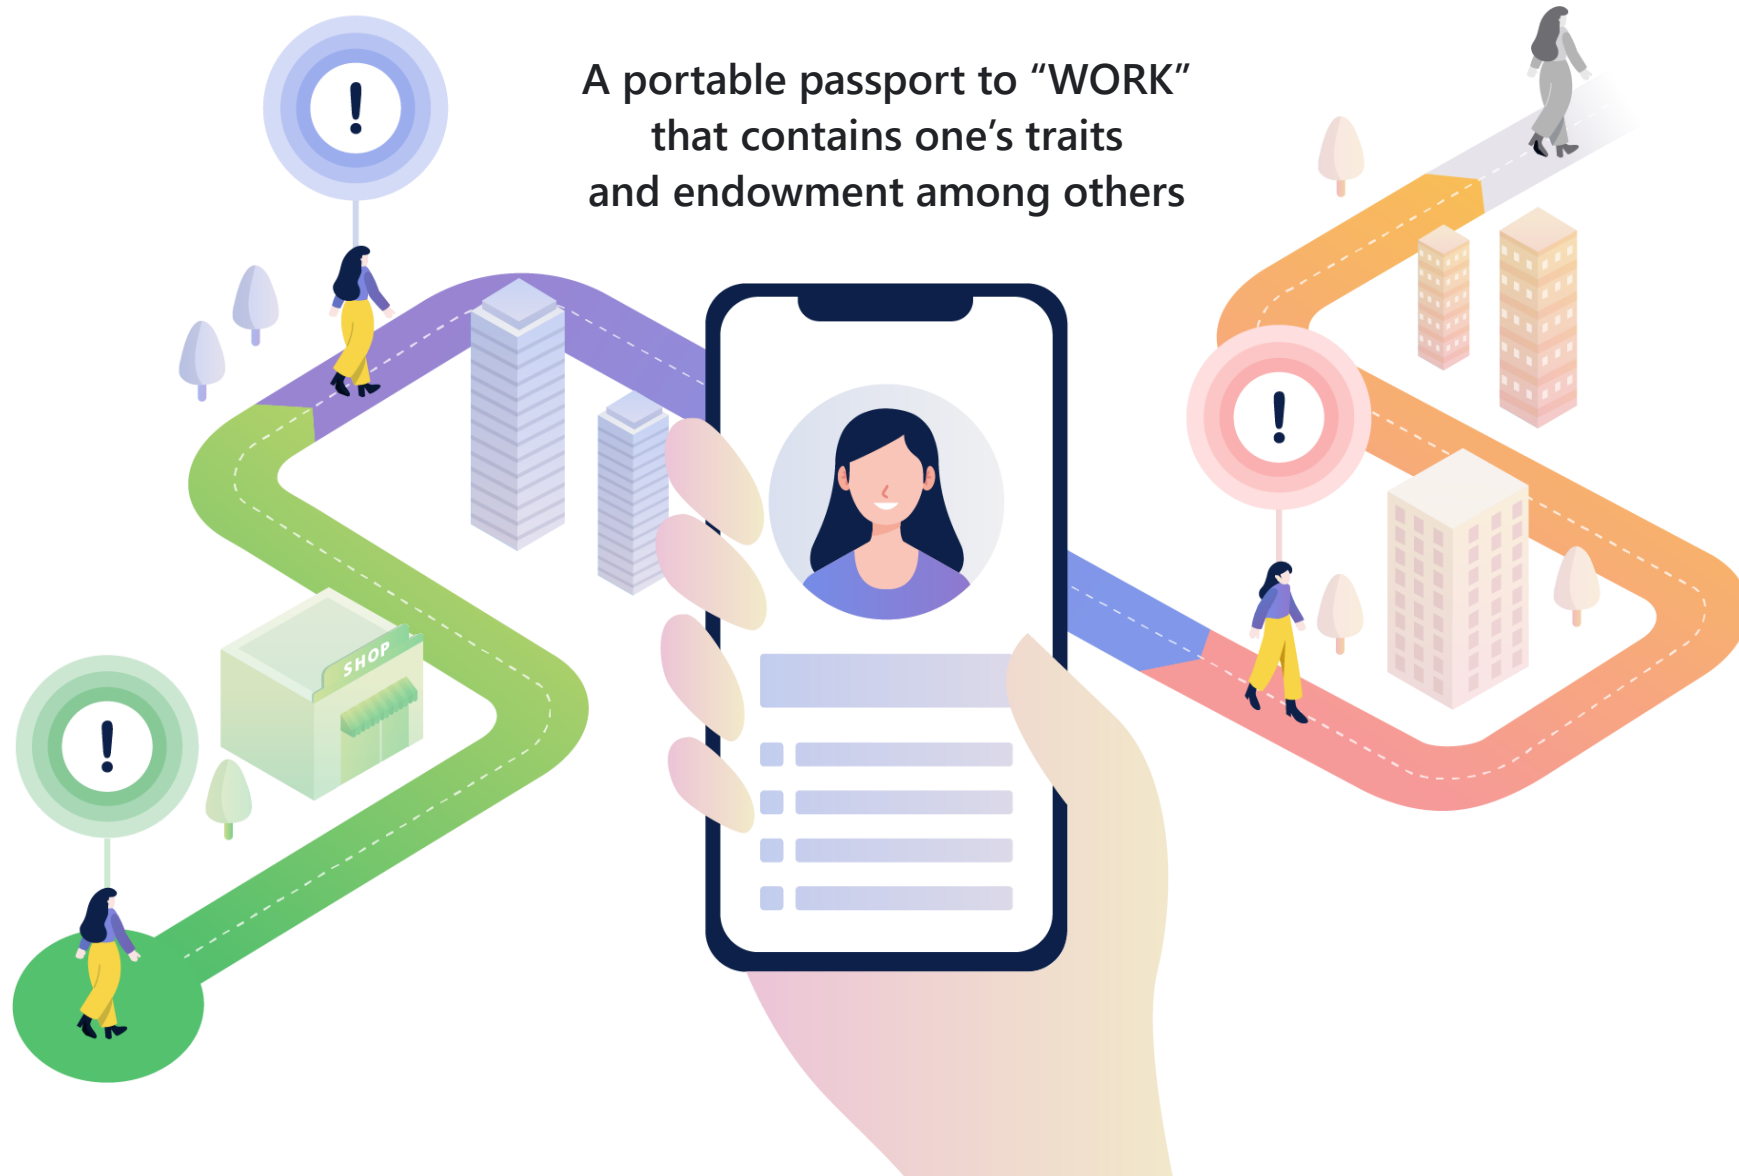 A portable passport to “WORK”
that contains one’s traits
and endowment among others
!
!
SHOP
!